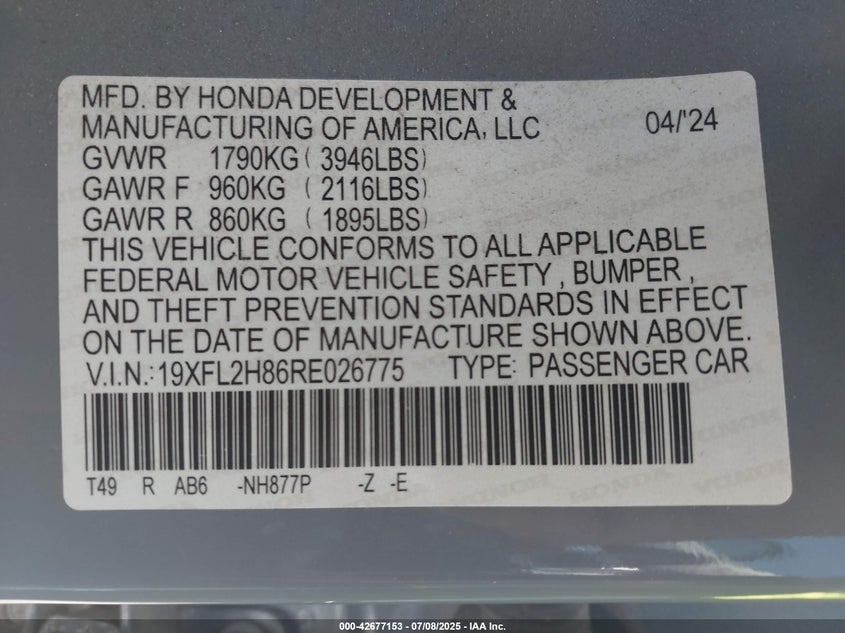 MFD. BY HONDA DEVELOPMENT &
MANUFACTURING OF AMERICA, LLC 04/'24
GVWR 1790KG ( 3946LBS)
GAWR F 960KG ( 2116LBS)
GAWR R 860KG ( 1895LBS)
THIS VEHICLE CONFORMS TO ALL APPLICABLE
FEDERAL MOTOR VEHICLE SAFETY , BUMPER ,
AND THEFT PREVENTION STANDARDS IN EFFECT
ON THE DATE OF MANUFACTURE SHOWN ABOVE.
V.I.N.:19XFL2H86RE026775 TYPE: PASSENGER CAR
T49 R AB6 -NH877P -Z -E
000-42677153 - 07/08/2025 - IAA Inc.